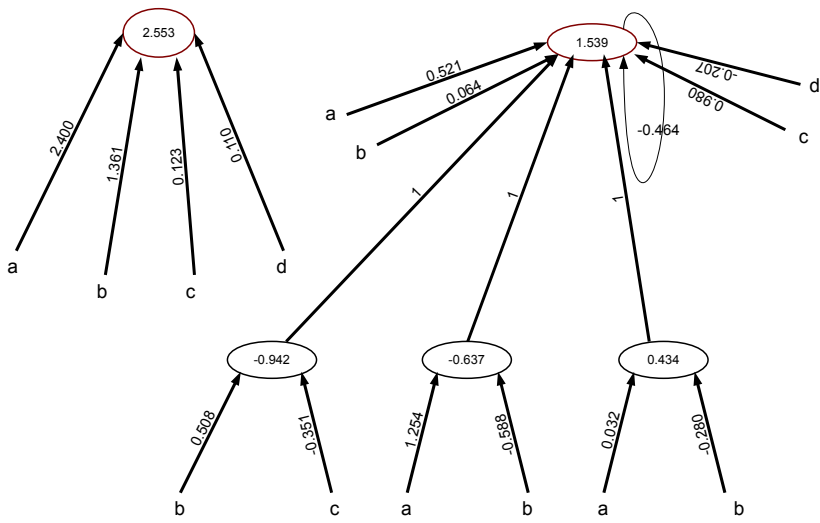 2.553
1.539
2.400
1.361
0.123
0.110
0.521
0.064
-0.207
0.980
-0.464
a
b
c
d
a
b
c
d
1
1
1
-0.942
-0.637
0.434
0.508
-0.351
1.254
-0.588
0.032
-0.280
b
c
a
b
a
b